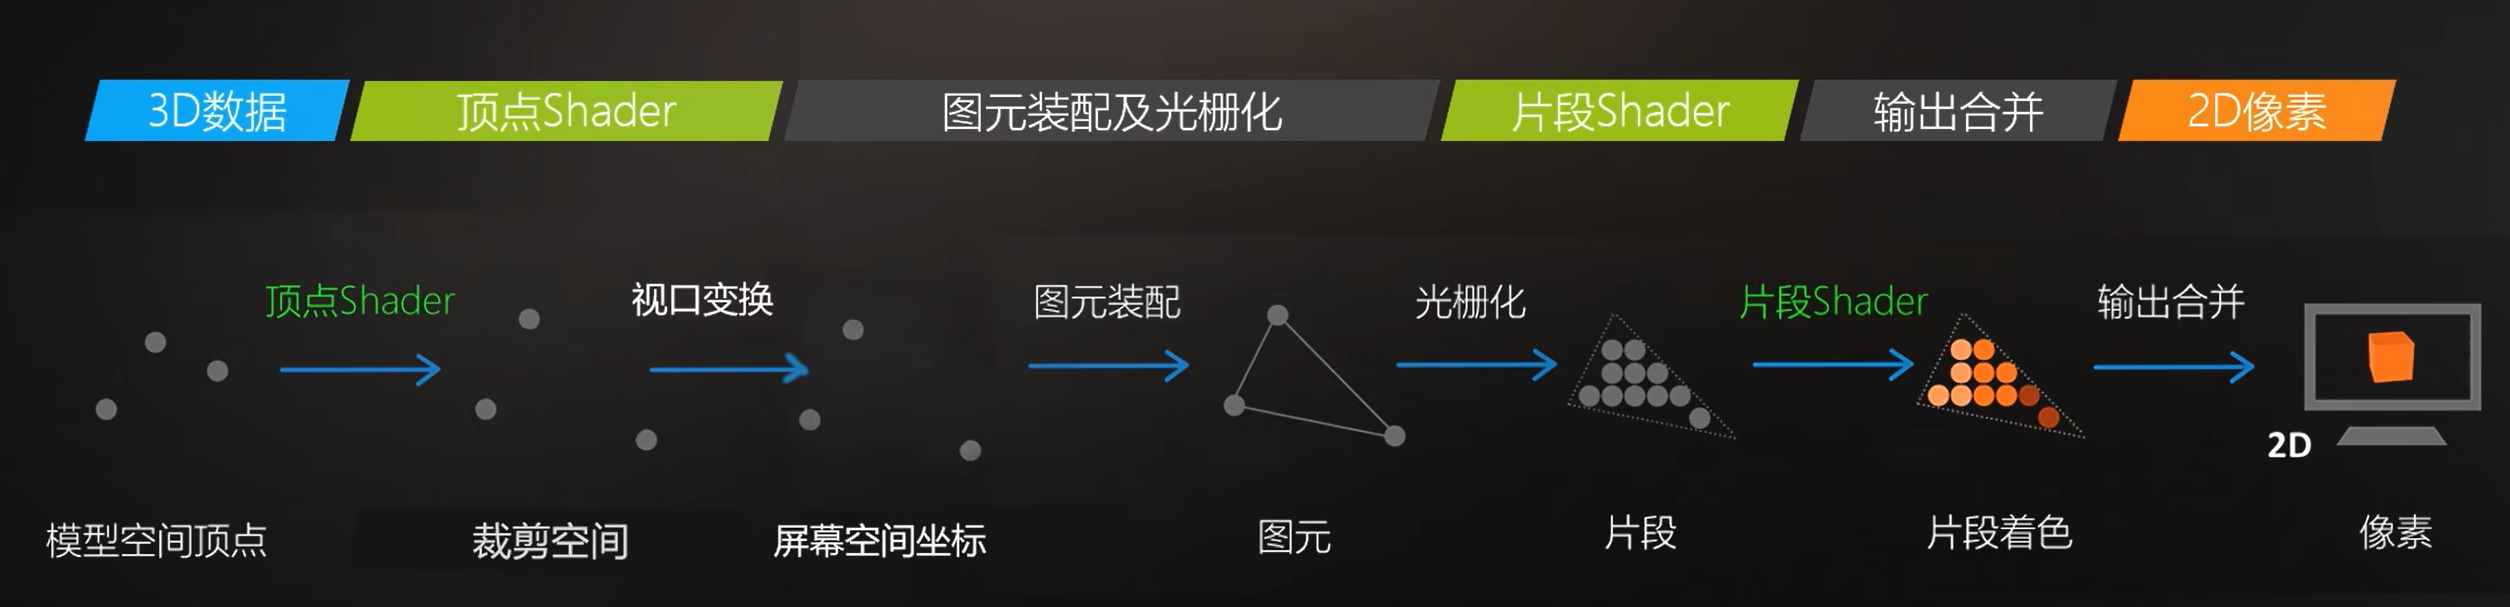 3D数据
顶点Shader
图元装配及光栅化
片段Shader
输出合并
2D像素
顶点Shader
视口变换
图元装配
光栅化
片段Shader
输出合并
2D
模型空间顶点
裁剪空间
屏幕空间坐标
图元
片段
片段着色
像素